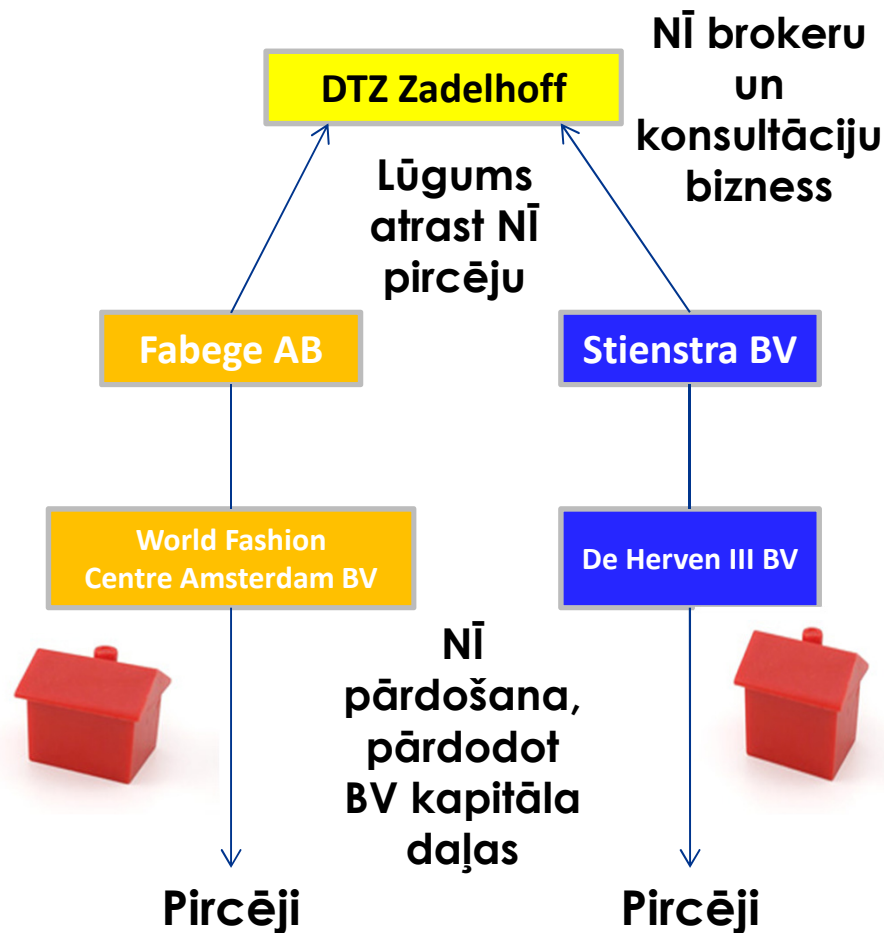 NĪ brokeru
un
konsultāciju
bizness
DTZ Zadelhoff
Lūgums
atrast NĪ
pircēju
Fabege AB
Stienstra BV
World Fashion
Centre Amsterdam BV
De Herven III BV
NĪ
pārdošana,
pārdodot
BV kapitāla
daļas
Pircēji
Pircēji